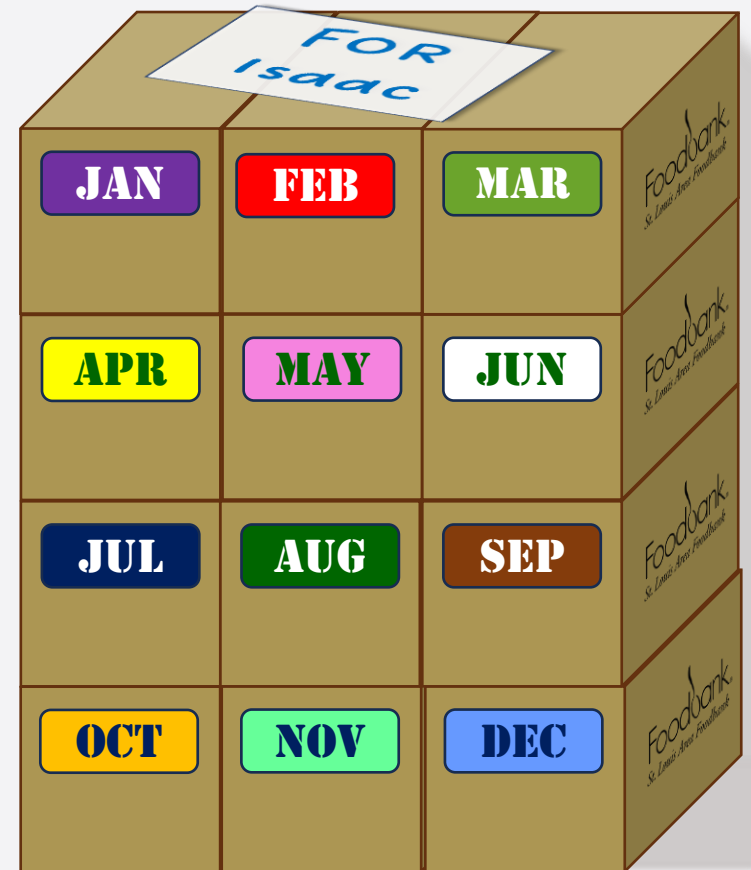 FOR
Isaac
JAN FEB MAR
Foodbank
St. Louis Area Foodbank
APR MAY JUN
Foodbank
St. Louis Area Foodbank
JUL AUG SEP
Foodbank
St. Louis Area Foodbank
OCT NOV DEC
Foodbank
St. Louis Area Foodbank